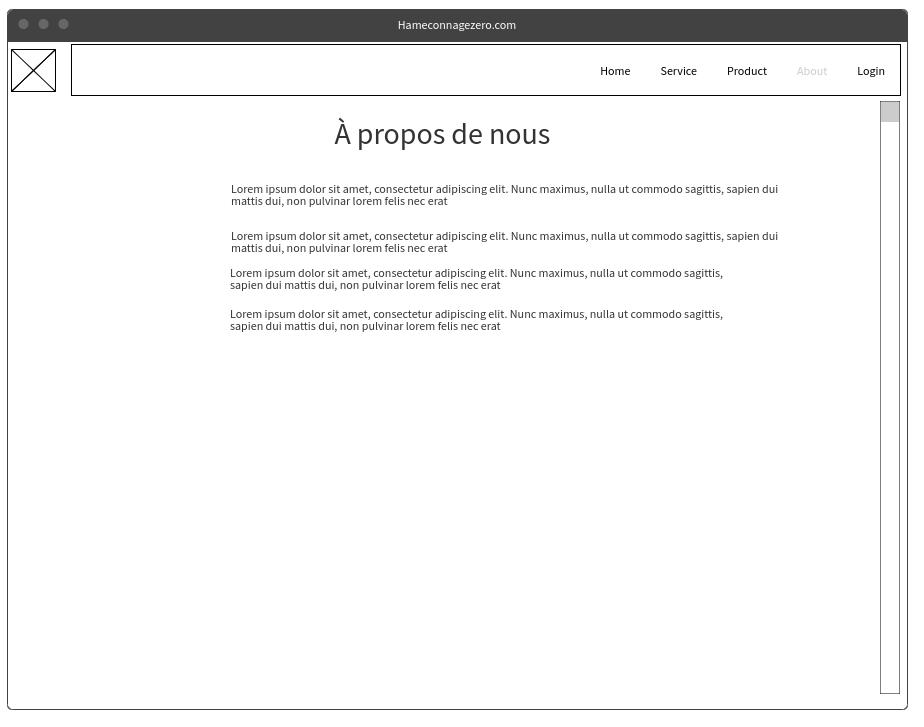 Hameconnagezero.com
Home Service Product About Login
À propos de nous
Lorem ipsum dolor sit amet, consectetur adipiscing elit. Nunc maximus, nulla ut commodo sagittis, sapien dui
mattis dui, non pulvinar lorem felis nec erat
Lorem ipsum dolor sit amet, consectetur adipiscing elit. Nunc maximus, nulla ut commodo sagittis, sapien dui
mattis dui, non pulvinar lorem felis nec erat
Lorem ipsum dolor sit amet, consectetur adipiscing elit. Nunc maximus, nulla ut commodo sagittis,
sapien dui mattis dui, non pulvinar lorem felis nec erat
Lorem ipsum dolor sit amet, consectetur adipiscing elit. Nunc maximus, nulla ut commodo sagittis,
sapien dui mattis dui, non pulvinar lorem felis nec erat